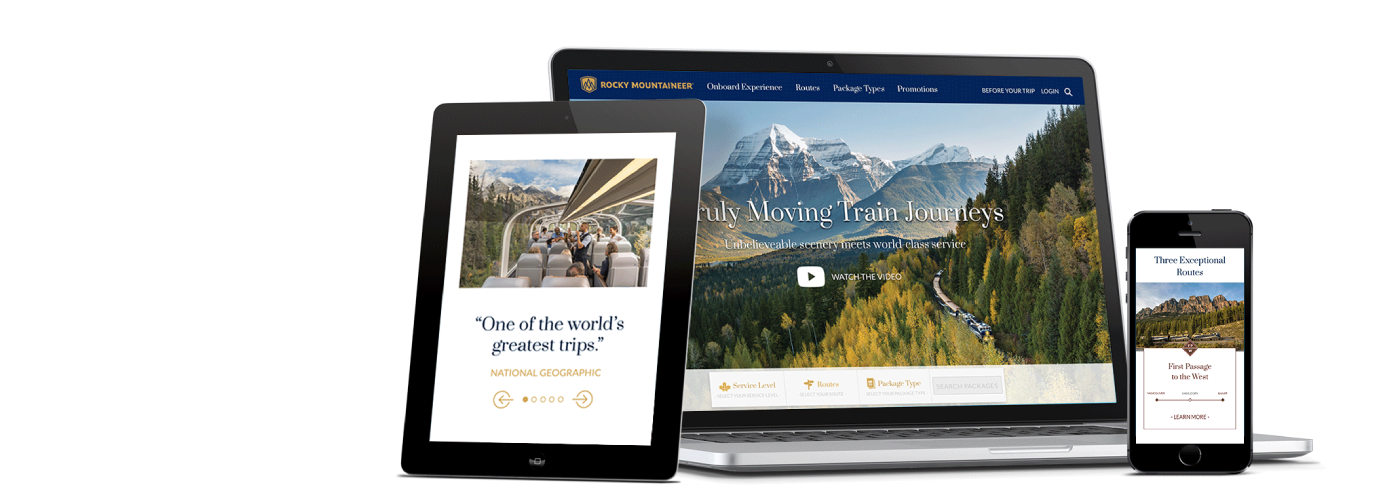 ROCKY MOUNTAINEER
Onboard Experience
Routes
Package Types
Promotions
BEFORE YOUR TRIP
LOGIN
ruly Moving Train Journeys
Unbelieveable scenery meets world-class service
WATCH THE VIDEO
Service Level
SELECT YOUR SERVICE LEVEL
Routes
SELECT YOUR ROUTE
Package Type
SELECT YOUR PACKAGE TYPE
SEARCH PACKAGES
“One of the world’s
greatest trips.”
NATIONAL GEOGRAPHIC
Three Exceptional
Routes
First Passage
to the West
VANCOUVER
KAMLOOPS
BANFF
• LEARN MORE •